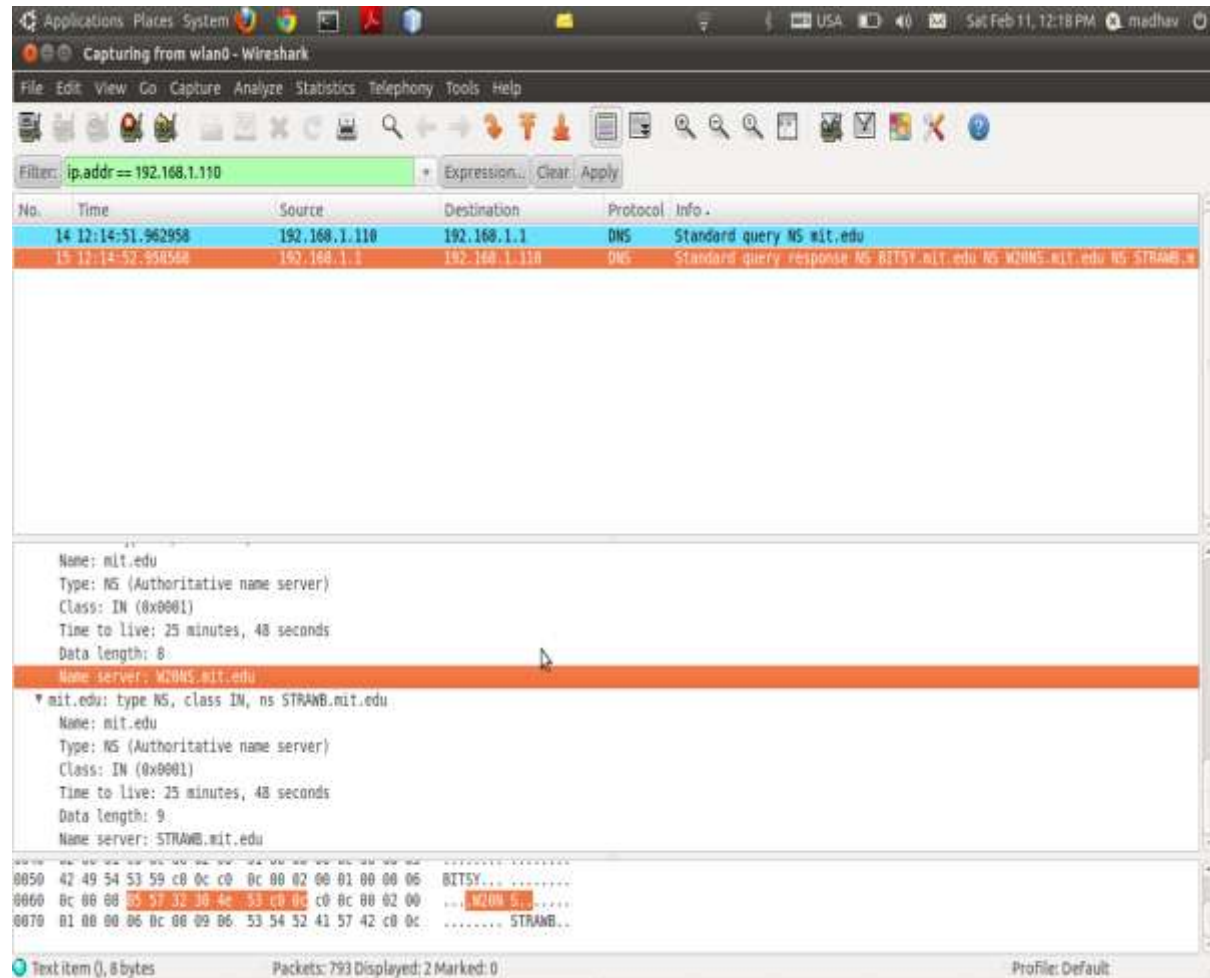 Applications Places System USA Sat Feb 11, 12:18 PM madhav
Capturing from wlan0 - Wireshark
File Edit View Go Capture Analyze Statistics Telephony Tools Help
Filter: ip.addr == 192.168.1.110 Expression... Clear Apply
No. Time Source Destination Protocol Info
14 12:14:51.962958 192.168.1.110 192.168.1.1 DNS Standard query NS mit.edu
15 12:14:52.958568 192.168.1.1 192.168.1.110 DNS Standard query response NS BITSY.mit.edu NS W20NS.mit.edu NS STRAWB.m
Name: mit.edu
Type: NS (Authoritative name server)
Class: IN (0x0001)
Time to live: 25 minutes, 48 seconds
Data length: 8
Name server: W20NS.mit.edu
mit.edu: type NS, class IN, ns STRAWB.mit.edu
Name: mit.edu
Type: NS (Authoritative name server)
Class: IN (0x0001)
Time to live: 25 minutes, 48 seconds
Data length: 9
Name server: STRAWB.mit.edu
0050 42 49 54 53 59 c0 0c c0 0c 00 02 00 01 00 00 06 BITSY... ........
0060 0c 00 08 05 57 32 30 4e 53 c0 0c c0 0c 00 02 00 ....W20N S.......
0070 01 00 00 06 0c 00 09 06 53 54 52 41 57 42 c0 0c ........ STRAWB..
Text item (), 8 bytes Packets: 793 Displayed: 2 Marked: 0 Profile: Default